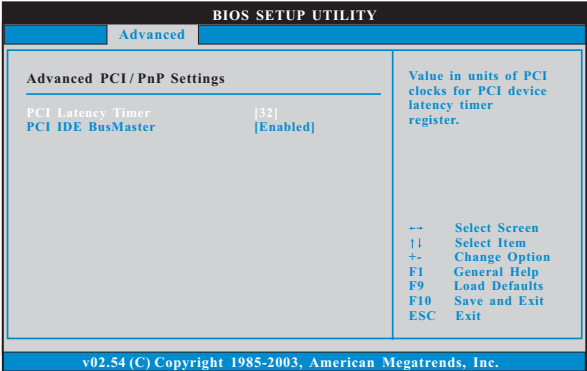 BIOS SETUP UTILITY
Advanced
Advanced PCI / PnP Settings
PCI Latency Timer [32]
PCI IDE BusMaster [Enabled]
Value in units of PCI
clocks for PCI device
latency timer
register.
←→ Select Screen
↑↓ Select Item
+- Change Option
F1 General Help
F9 Load Defaults
F10 Save and Exit
ESC Exit
v02.54 (C) Copyright 1985-2003, American Megatrends, Inc.